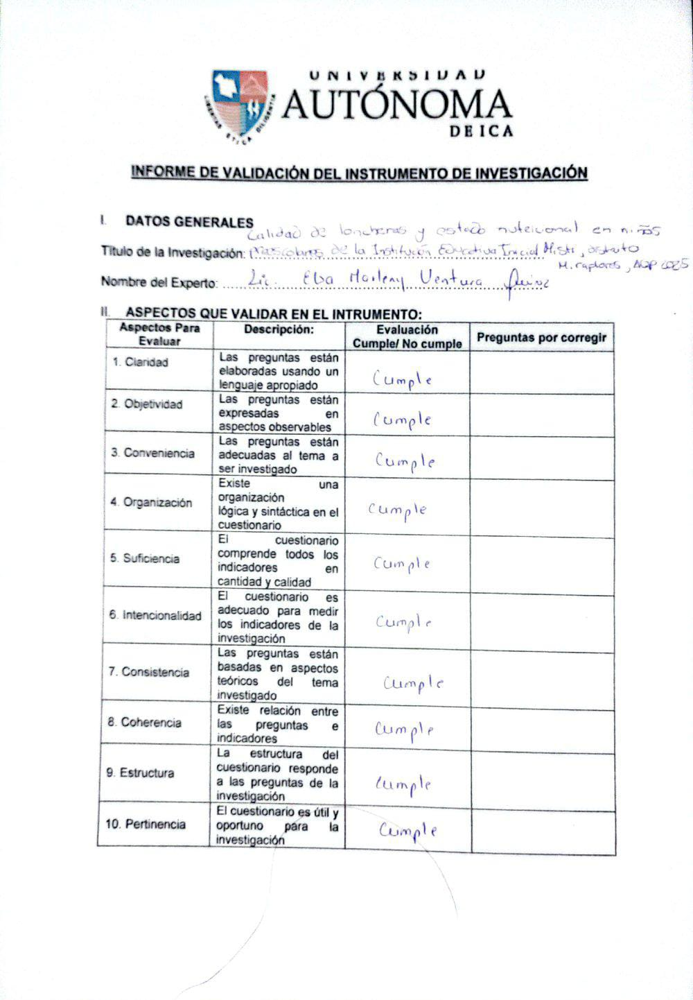 UNIVERSIDAD
AUTÓNOMA
DE ICA
LIBERTAS ETICA DILIGENTIA
INFORME DE VALIDACIÓN DEL INSTRUMENTO DE INVESTIGACIÓN
I. DATOS GENERALES
Calidad de loncheras y estado nutricional en niños
Título de la Investigación: preescolares de la Institución Educativa Inicial Misti, distrito
Miraflores, AQP 2025
Nombre del Experto: Lic. Elsa Marleny Ventura
II. ASPECTOS QUE VALIDAR EN EL INTRUMENTO:
Aspectos Para
Evaluar
Descripción:
Evaluación
Cumple/ No cumple
Preguntas por corregir
1. Claridad
Las preguntas están
elaboradas usando un
lenguaje apropiado
Cumple
2. Objetividad
Las preguntas están
expresadas en
aspectos observables
Cumple
3. Conveniencia
Las preguntas están
adecuadas al tema a
ser investigado
Cumple
4. Organización
Existe una
organización
lógica y sintáctica en el
cuestionario
Cumple
5. Suficiencia
El cuestionario
comprende todos los
indicadores en
cantidad y calidad
Cumple
6. Intencionalidad
El cuestionario es
adecuado para medir
los indicadores de la
investigación
Cumple
7. Consistencia
Las preguntas están
basadas en aspectos
teóricos del tema
investigado
Cumple
8. Coherencia
Existe relación entre
las preguntas e
indicadores
Cumple
9. Estructura
La estructura del
cuestionario responde
a las preguntas de la
investigación
Cumple
10. Pertinencia
El cuestionario es útil y
oportuno para la
investigación
Cumple